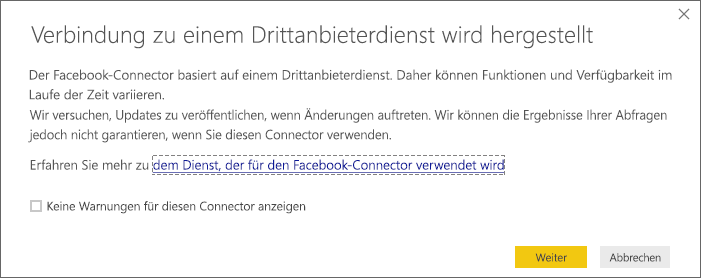 Verbindung zu einem Drittanbieterdienst wird hergestellt
Der Facebook-Connector basiert auf einem Drittanbieterdienst. Daher können Funktionen und Verfügbarkeit im
Laufe der Zeit variieren.
Wir versuchen, Updates zu veröffentlichen, wenn Änderungen auftreten. Wir können die Ergebnisse Ihrer Abfragen
jedoch nicht garantieren, wenn Sie diesen Connector verwenden.
Erfahren Sie mehr zu dem Dienst, der für den Facebook-Connector verwendet wird
Keine Warnungen für diesen Connector anzeigen
Weiter Abbrechen